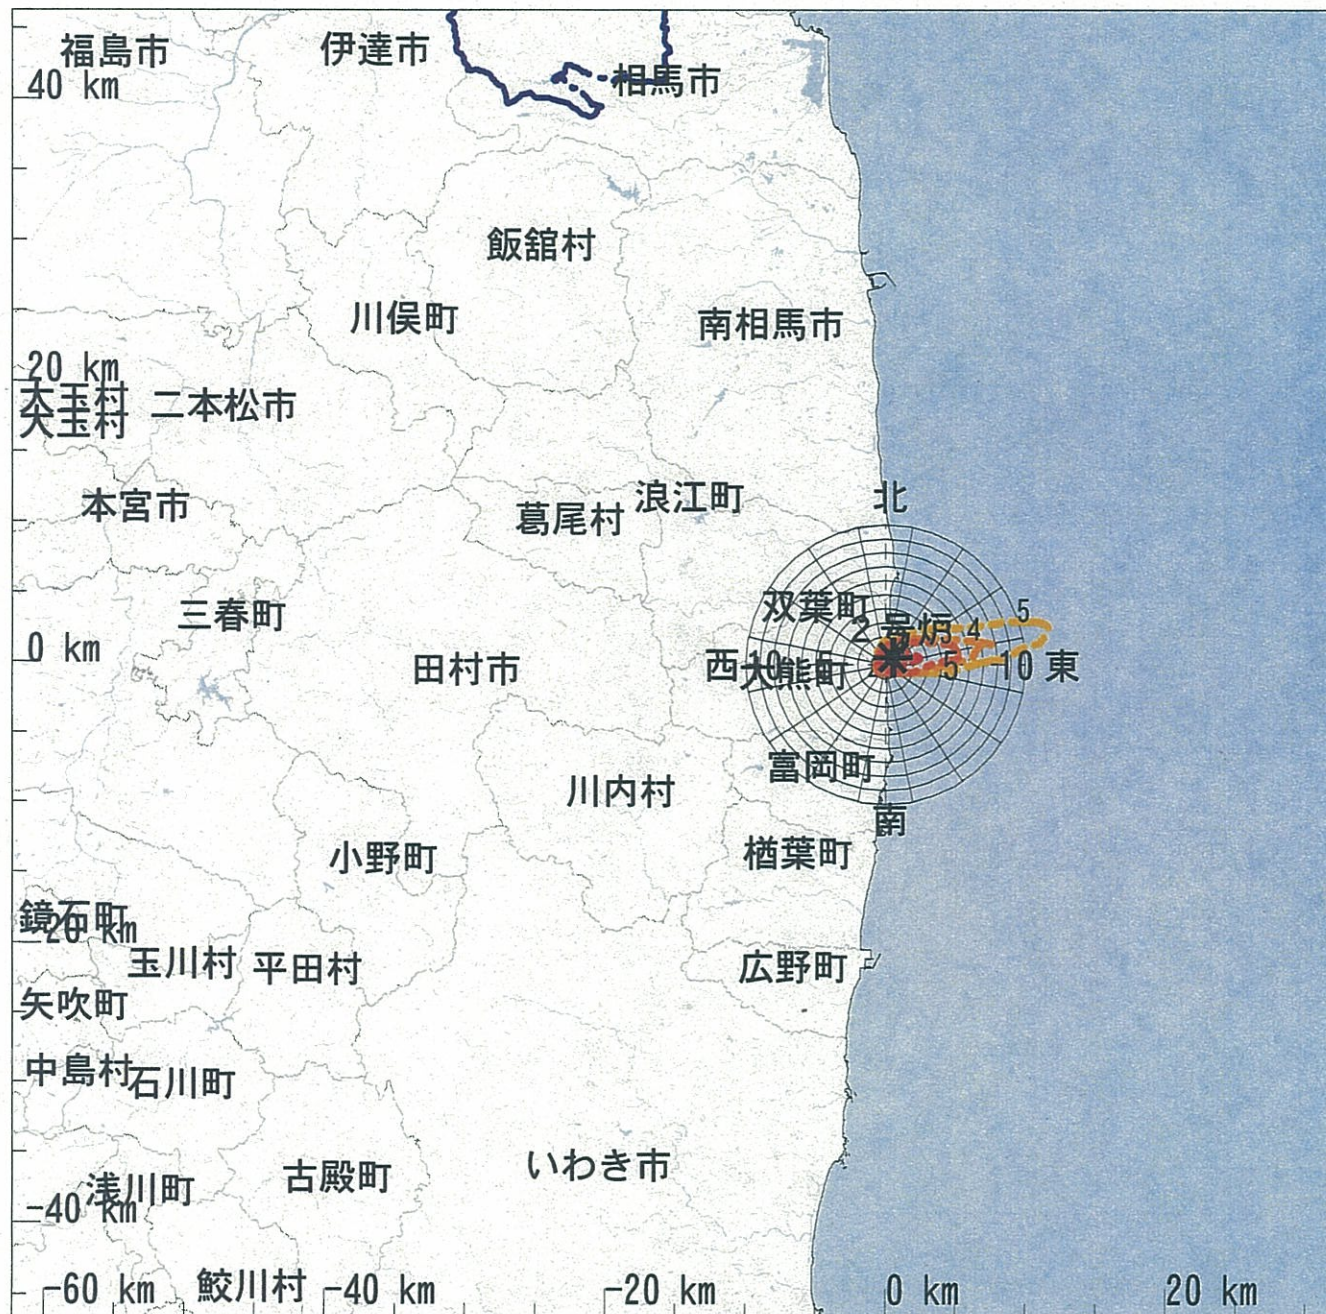 福島市
伊達市
40 km
相馬市
飯舘村
川俣町
南相馬市
20 km
大玉村
大玉村
二本松市
本宮市
葛尾村
浪江町
北
三春町
双葉町
2号炉
3
4
5
0 km
田村市
西
10
5
大熊町
5
10
東
富岡町
川内村
南
小野町
楢葉町
鏡石町
-20 km
玉川村
平田村
広野町
矢吹町
中島村
石川町
いわき市
古殿町
浅川町
-40 km
-60 km
鮫川村
-40 km
-20 km
0 km
20 km